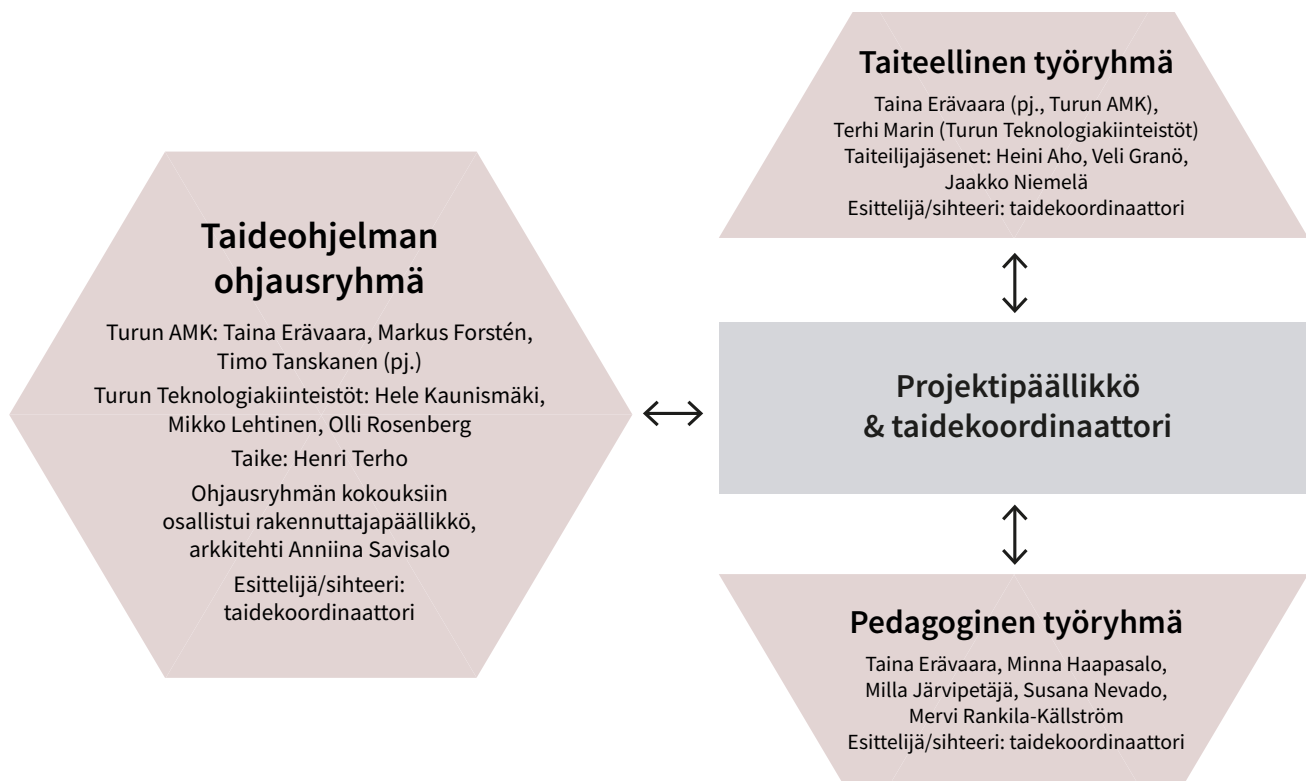 Taideohjelman
ohjausryhmä
Turun AMK: Taina Erävaara, Markus Forstén,
Timo Tanskanen (pj.)
Turun Teknologiakiinteistöt: Hele Kaunismäki,
Mikko Lehtinen, Olli Rosenberg
Taike: Henri Terho
Ohjausryhmän kokouksiin
osallistui rakennuttajapäällikkö,
arkkitehti Anniina Savisalo
Esittelijä/sihteeri:
taidekoordinaattori
Taiteellinen työryhmä
Taina Erävaara (pj., Turun AMK),
Terhi Marin (Turun Teknologiakiinteistöt)
Taiteilijajäsenet: Heini Aho, Veli Granö,
Jaakko Niemelä
Esittelijä/sihteeri: taidekoordinaattori
Projektipäällikkö
& taidekoordinaattori
Pedagoginen työryhmä
Taina Erävaara, Minna Haapasalo,
Milla Järvipetäjä, Susana Nevado,
Mervi Rankila-Källström
Esittelijä/sihteeri: taidekoordinaattori